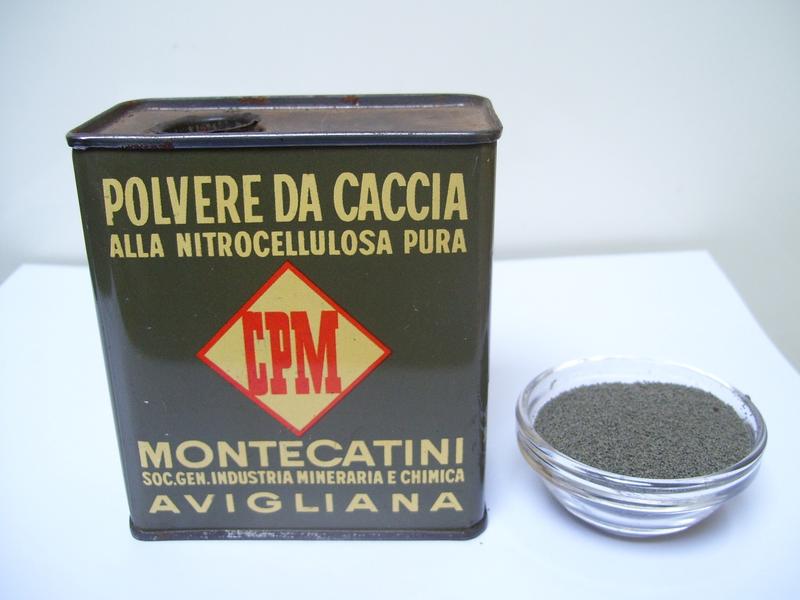 POLVERE DA CACCIA
ALLA NITROCELLULOSA PURA
CPM
MONTECATINI
SOC.GEN.INDUSTRIA MINERARIA E CHIMICA
AVIGLIANA